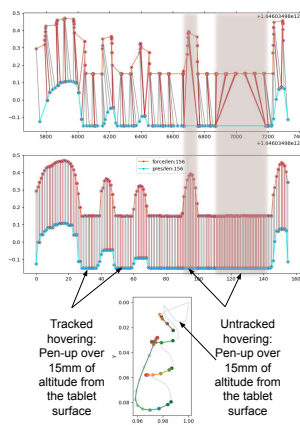 +1.64603498e12
0.5
0.4
0.3
0.2
0.1
0.0
−0.1
5800
6000
6200
6400
6600
6800
7000
7200
+1.64603498e12
0.5
0.4
0.3
0.2
0.1
0.0
−0.1
force/len:156
pres/len:156
0
20
40
60
80
100
120
140
Tracked
hovering:
Pen-up over
15mm of
altitude from
the tablet
surface
0.00
0.02
0.04
0.06
0.08
y
0.96
0.98
1.00
Untracked
hovering:
Pen-up over
15mm of
altitude from
the tablet
surface